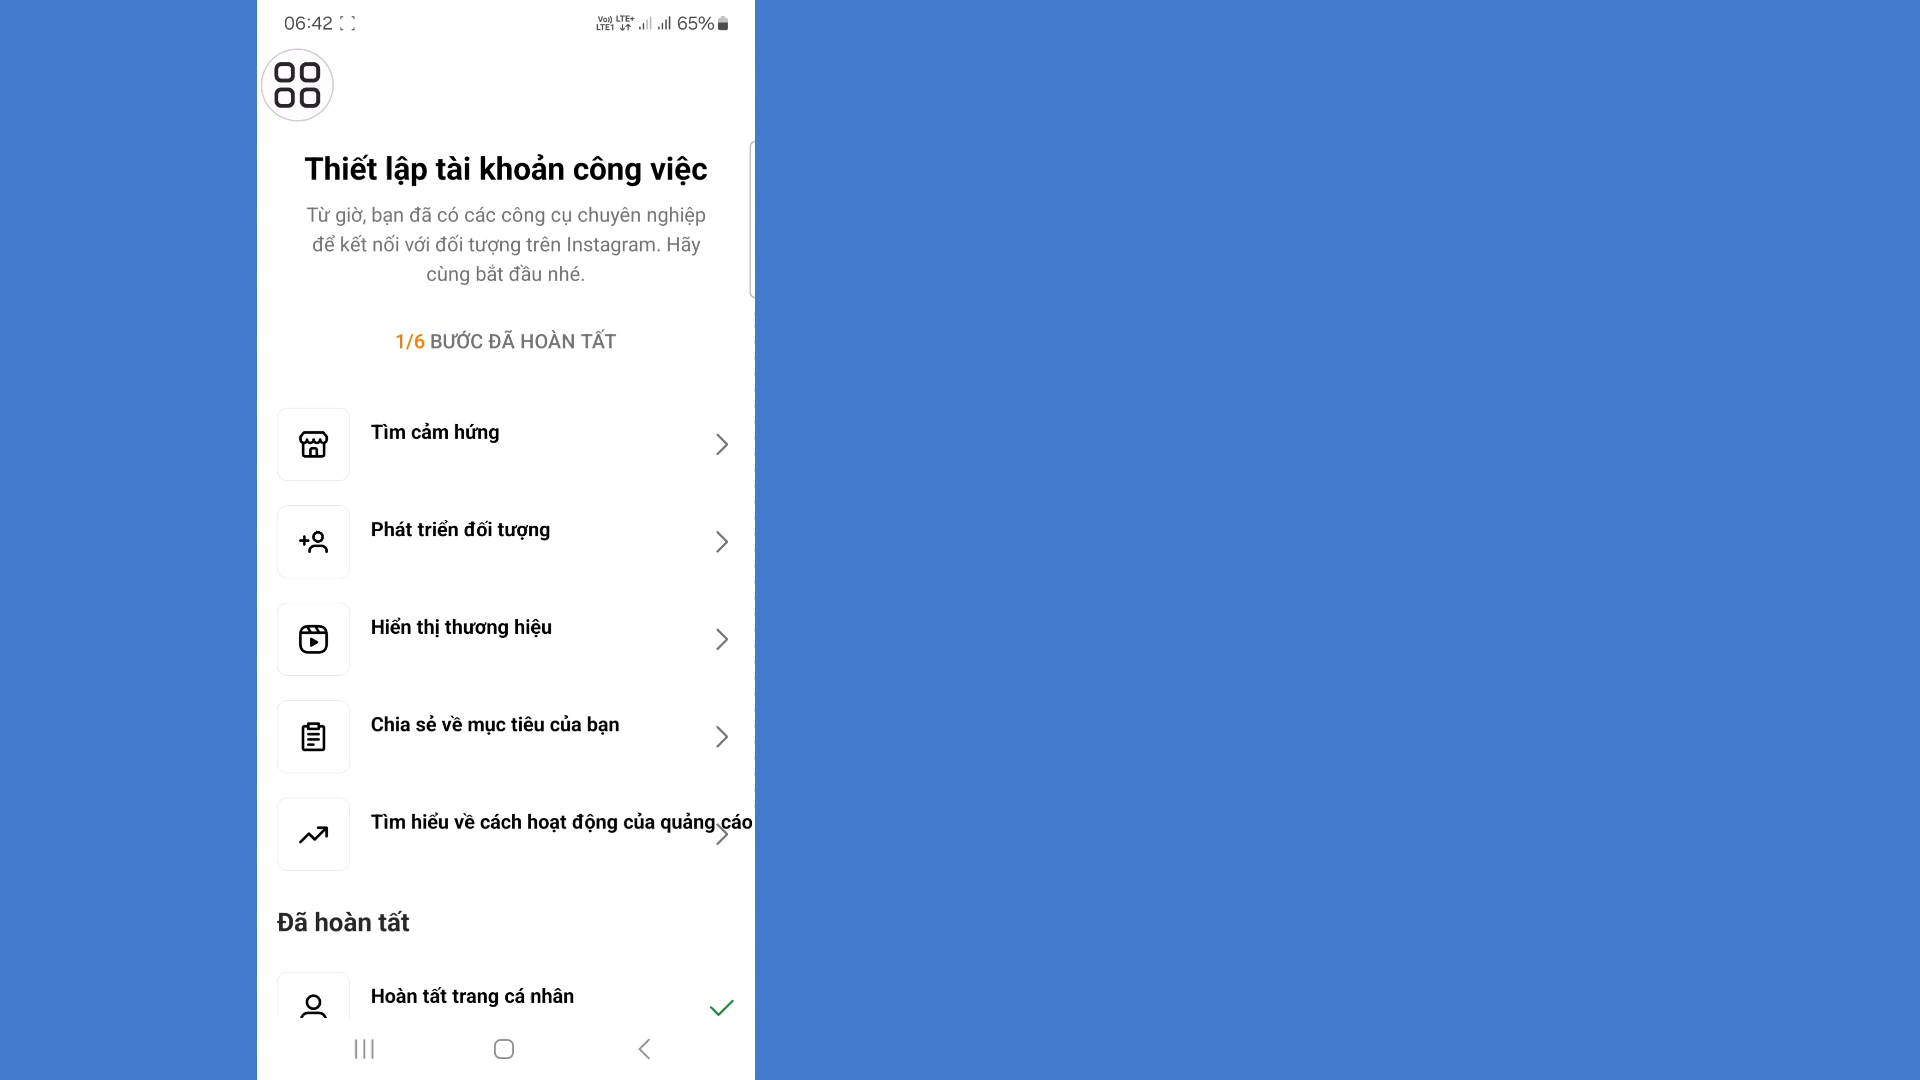 06:42
Vo)) LTE+
LTE1
65%
Thiết lập tài khoản công việc
Từ giờ, bạn đã có các công cụ chuyên nghiệp
để kết nối với đối tượng trên Instagram. Hãy
cùng bắt đầu nhé.
1/6 BƯỚC ĐÃ HOÀN TẤT
Tìm cảm hứng
Phát triển đối tượng
Hiển thị thương hiệu
Chia sẻ về mục tiêu của bạn
Tìm hiểu về cách hoạt động của quảng cáo
Đã hoàn tất
Hoàn tất trang cá nhân